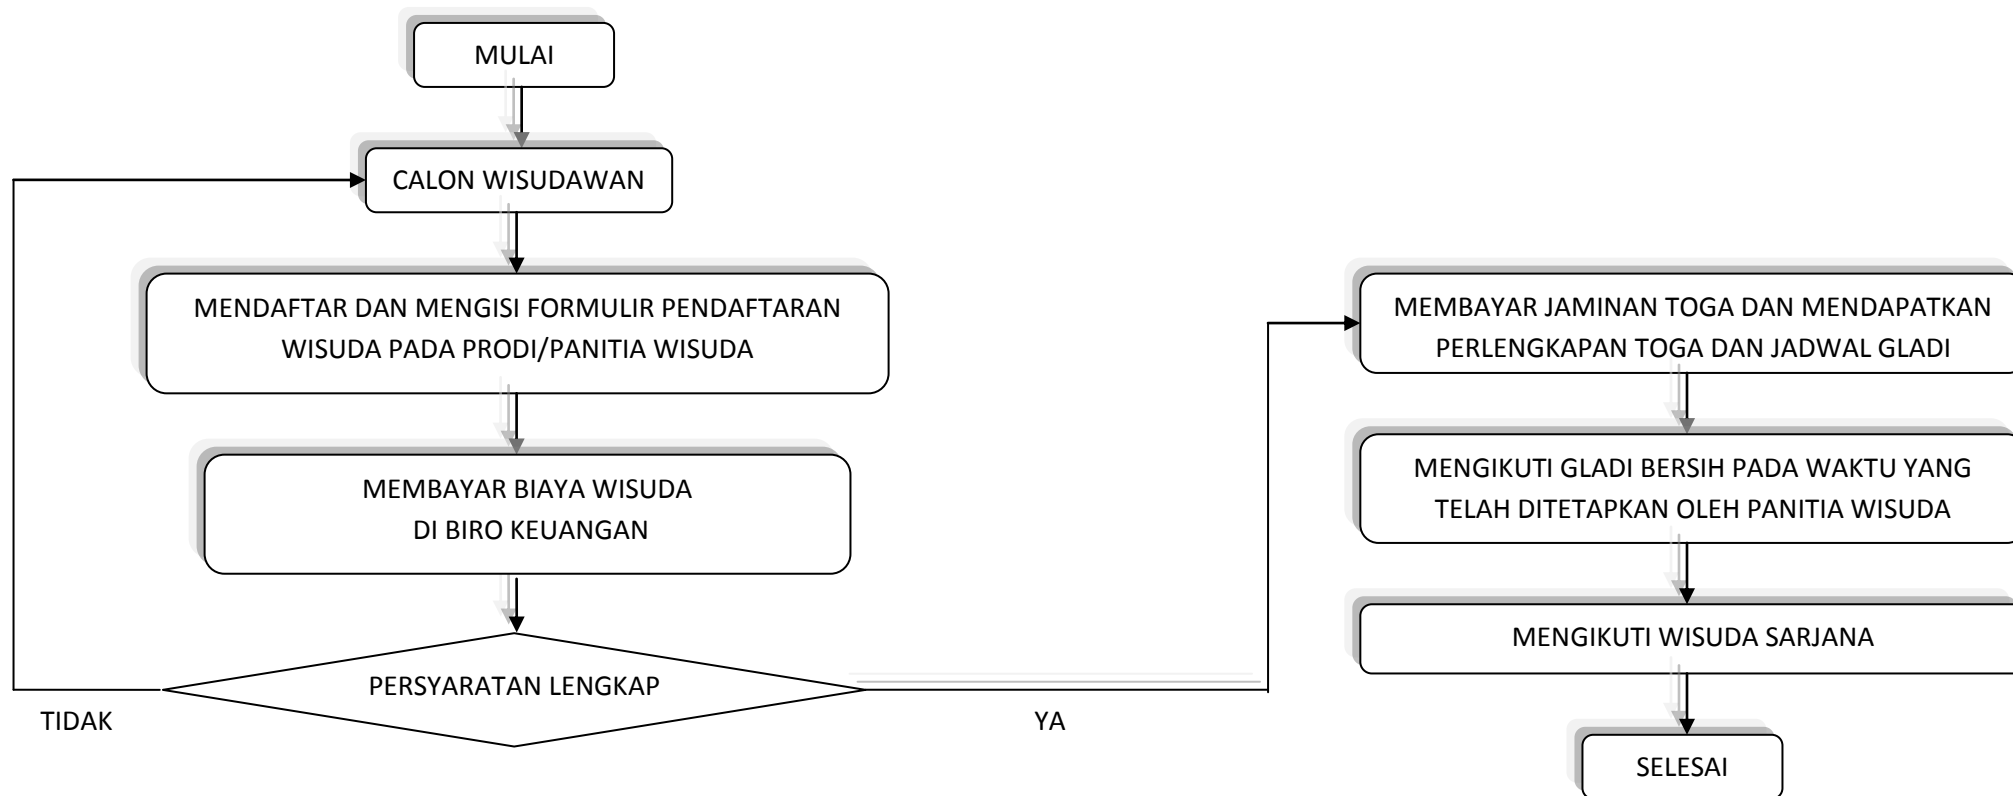 MULAI
CALON WISUDAWAN
MENDAFTAR DAN MENGISI FORMULIR PENDAFTARAN
WISUDA PADA PRODI/PANITIA WISUDA
MEMBAYAR BIAYA WISUDA
DI BIRO KEUANGAN
PERSYARATAN LENGKAP
TIDAK
YA
MEMBAYAR JAMINAN TOGA DAN MENDAPATKAN
PERLENGKAPAN TOGA DAN JADWAL GLADI
MENGIKUTI GLADI BERSIH PADA WAKTU YANG
TELAH DITETAPKAN OLEH PANITIA WISUDA
MENGIKUTI WISUDA SARJANA
SELESAI